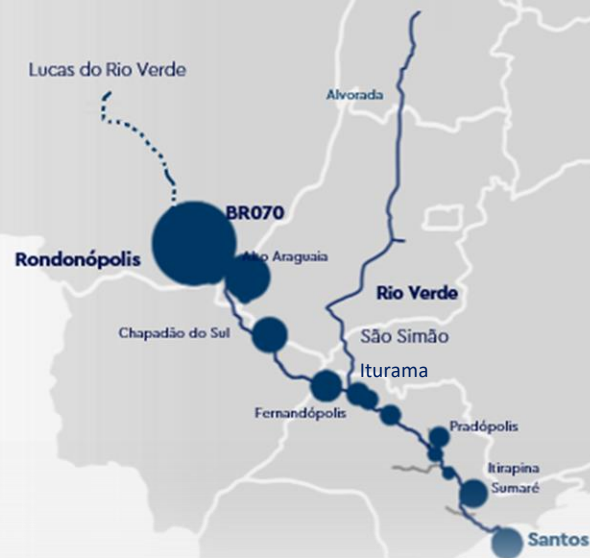 Lucas do Rio Verde
Alvorada
BR070
Alto Araguaia
Rondonópolis
Rio Verde
Chapadão do Sul
São Simão
Iturama
Fernandópolis
Pradópolis
Itirapina
Sumaré
Santos